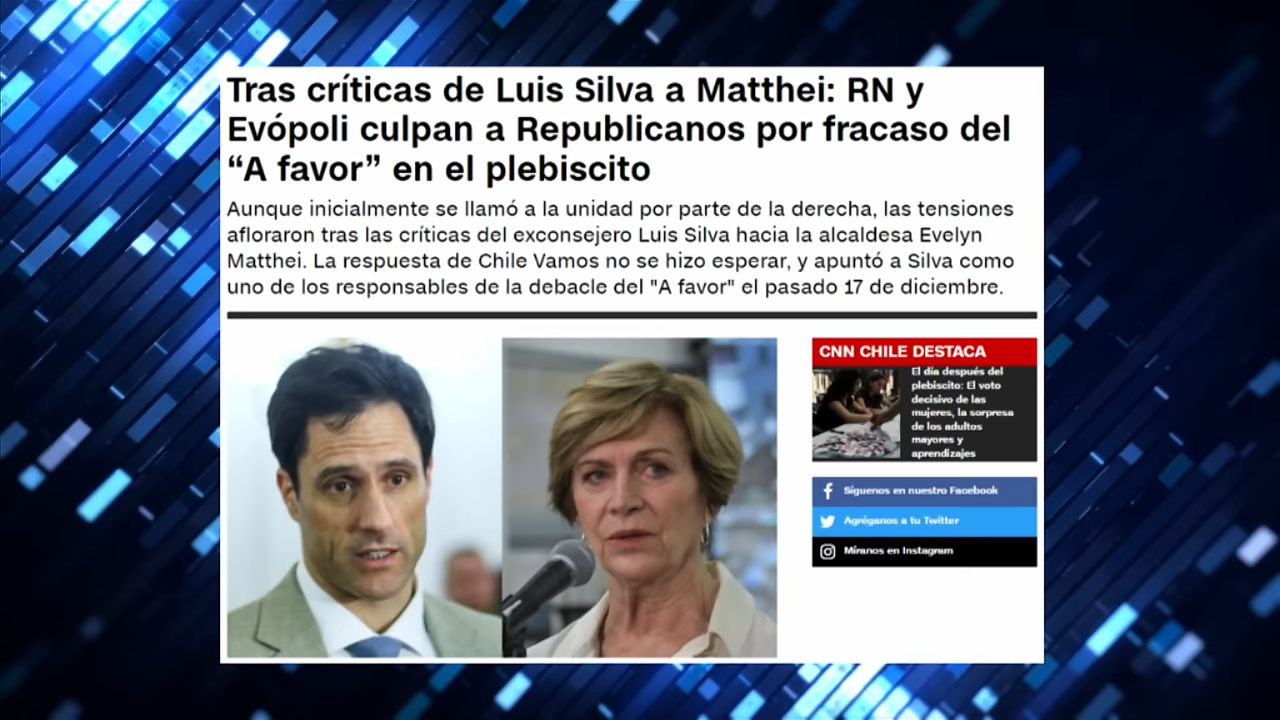 Tras críticas de Luis Silva a Matthei: RN y
Evópoli culpan a Republicanos por fracaso del
“A favor” en el plebiscito
Aunque inicialmente se llamó a la unidad por parte de la derecha, las tensiones
afloraron tras las críticas del exconsejero Luis Silva hacia la alcaldesa Evelyn
Matthei. La respuesta de Chile Vamos no se hizo esperar, y apuntó a Silva como
uno de los responsables de la debacle del "A favor" el pasado 17 de diciembre.
CNN CHILE DESTACA
El día después del
plebiscito: El voto
decisivo de las
mujeres, la sorpresa
de los adultos
mayores y
aprendizajes
Síguenos en nuestro Facebook
Agréganos a tu Twitter
Míranos en Instagram